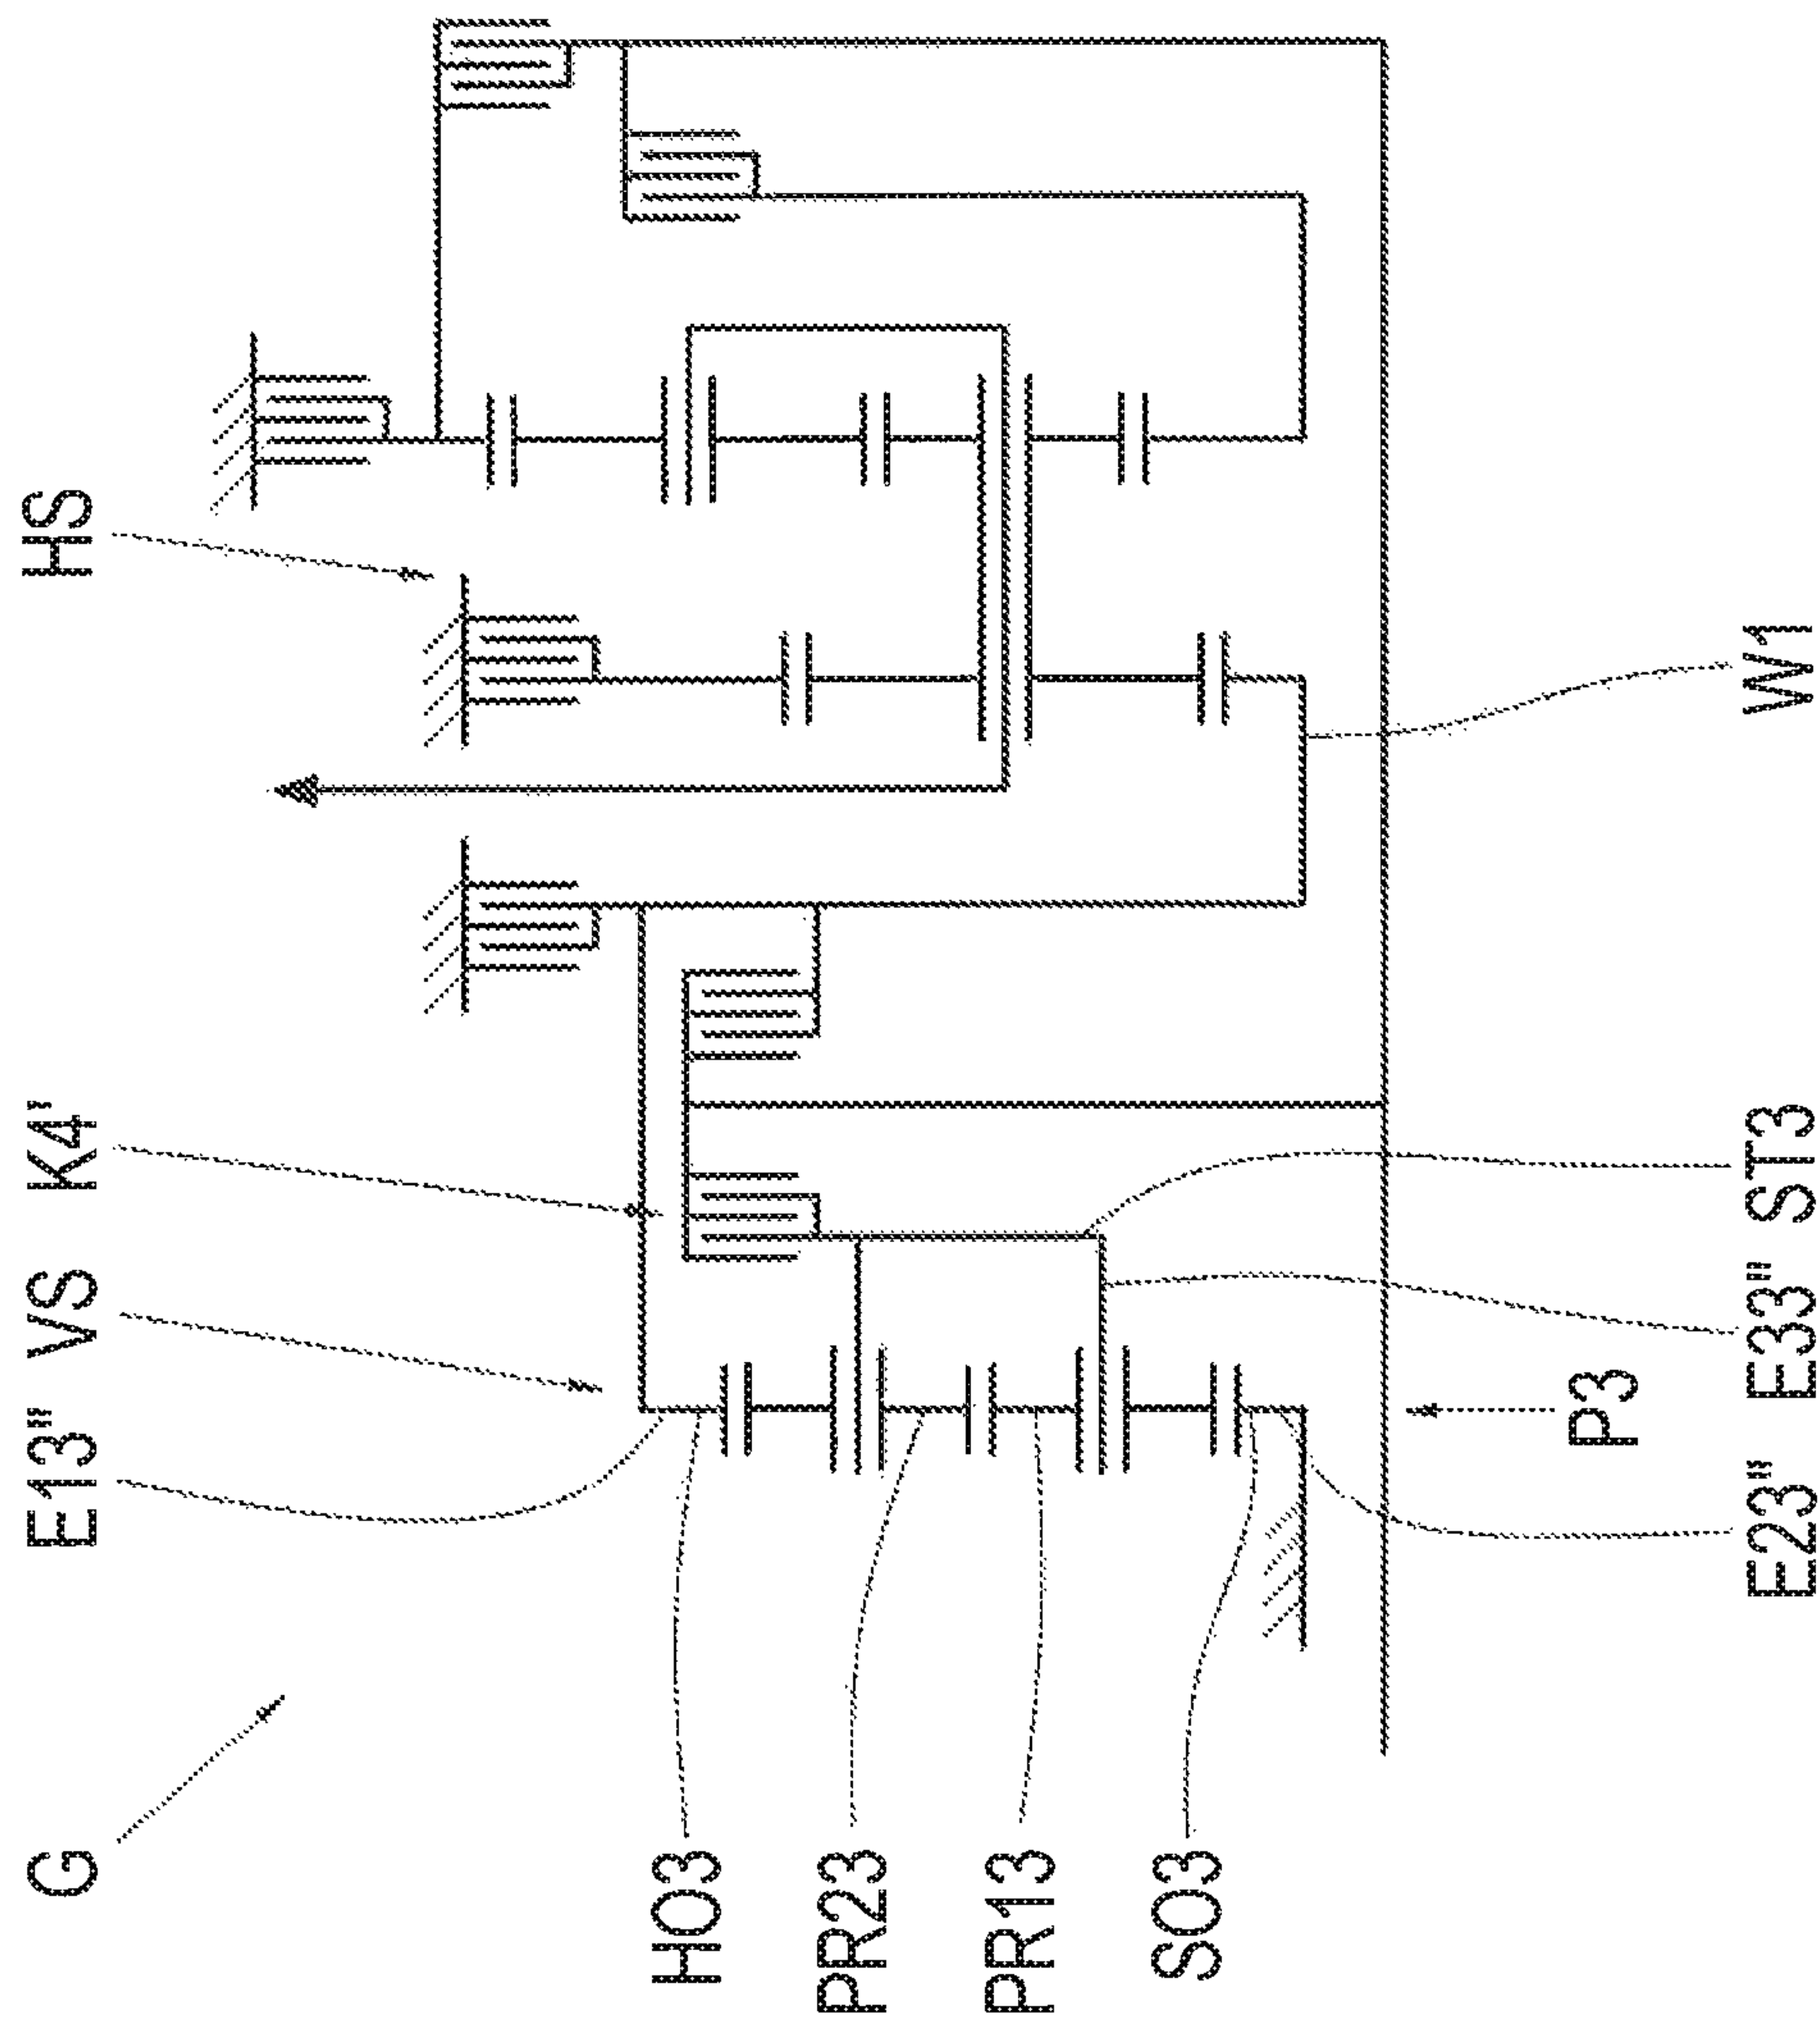 G
E13"
VS
K4'
HS
HO3
PR23
PR13
SO3
P3
E23"
E33"
ST3
W1